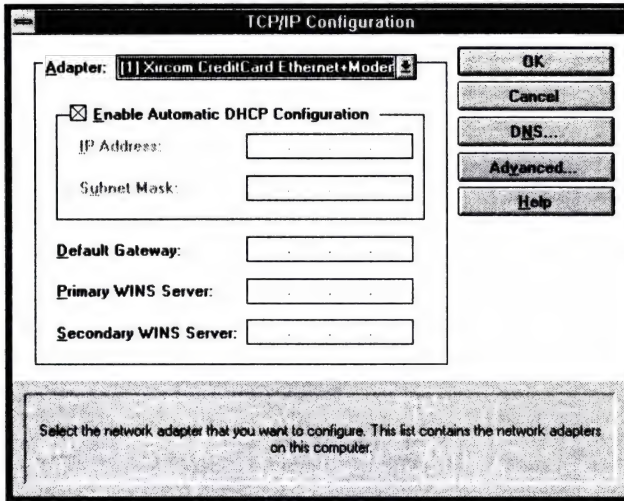 TCP/IP Configuration
Adapter: [1] Xircom CreditCard Ethernet+Moder
Enable Automatic DHCP Configuration
IP Address:
Subnet Mask:
Default Gateway:
Primary WINS Server:
Secondary WINS Server:
OK
Cancel
DNS...
Advanced...
Help
Select the network adapter that you want to configure. This list contains the network adapters
on this computer.